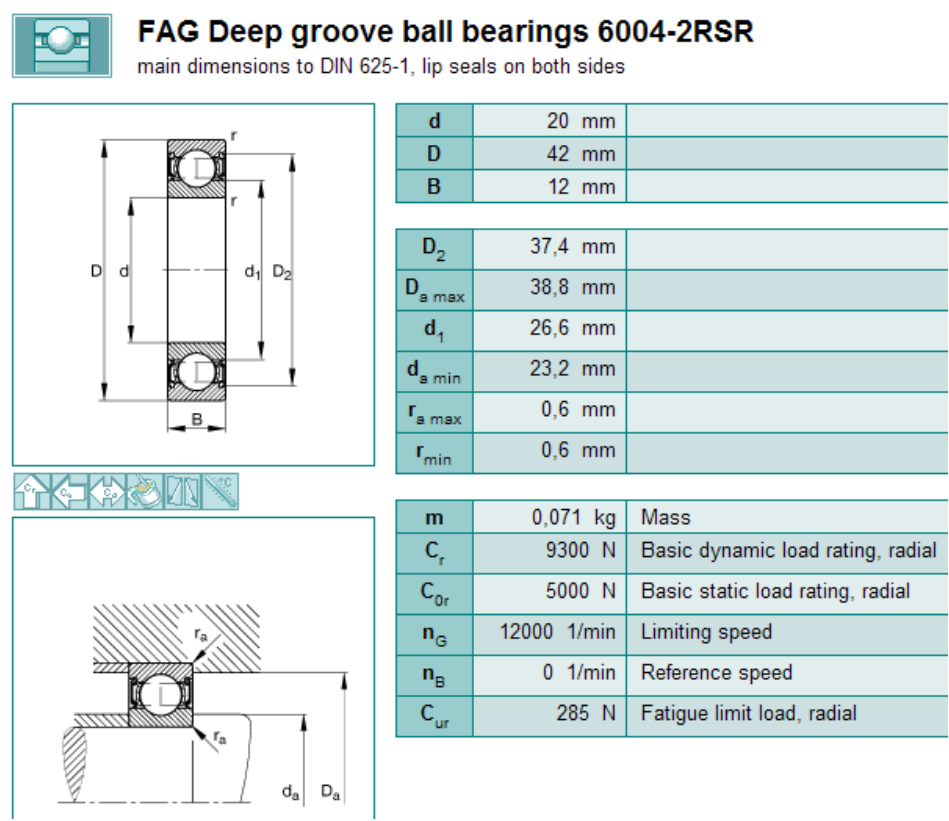 FAG Deep groove ball bearings 6004-2RSR
main dimensions to DIN 625-1, lip seals on both sides
r
r
D d d1 D2
B
d 20 mm
D 42 mm
B 12 mm
D2 37,4 mm
Da max 38,8 mm
d1 26,6 mm
da min 23,2 mm
ra max 0,6 mm
rmin 0,6 mm
Cr C0 C0 +C
m 0,071 kg Mass
Cr 9300 N Basic dynamic load rating, radial
C0r 5000 N Basic static load rating, radial
nG 12000 1/min Limiting speed
nB 0 1/min Reference speed
Cur 285 N Fatigue limit load, radial
ra
ra
da Da